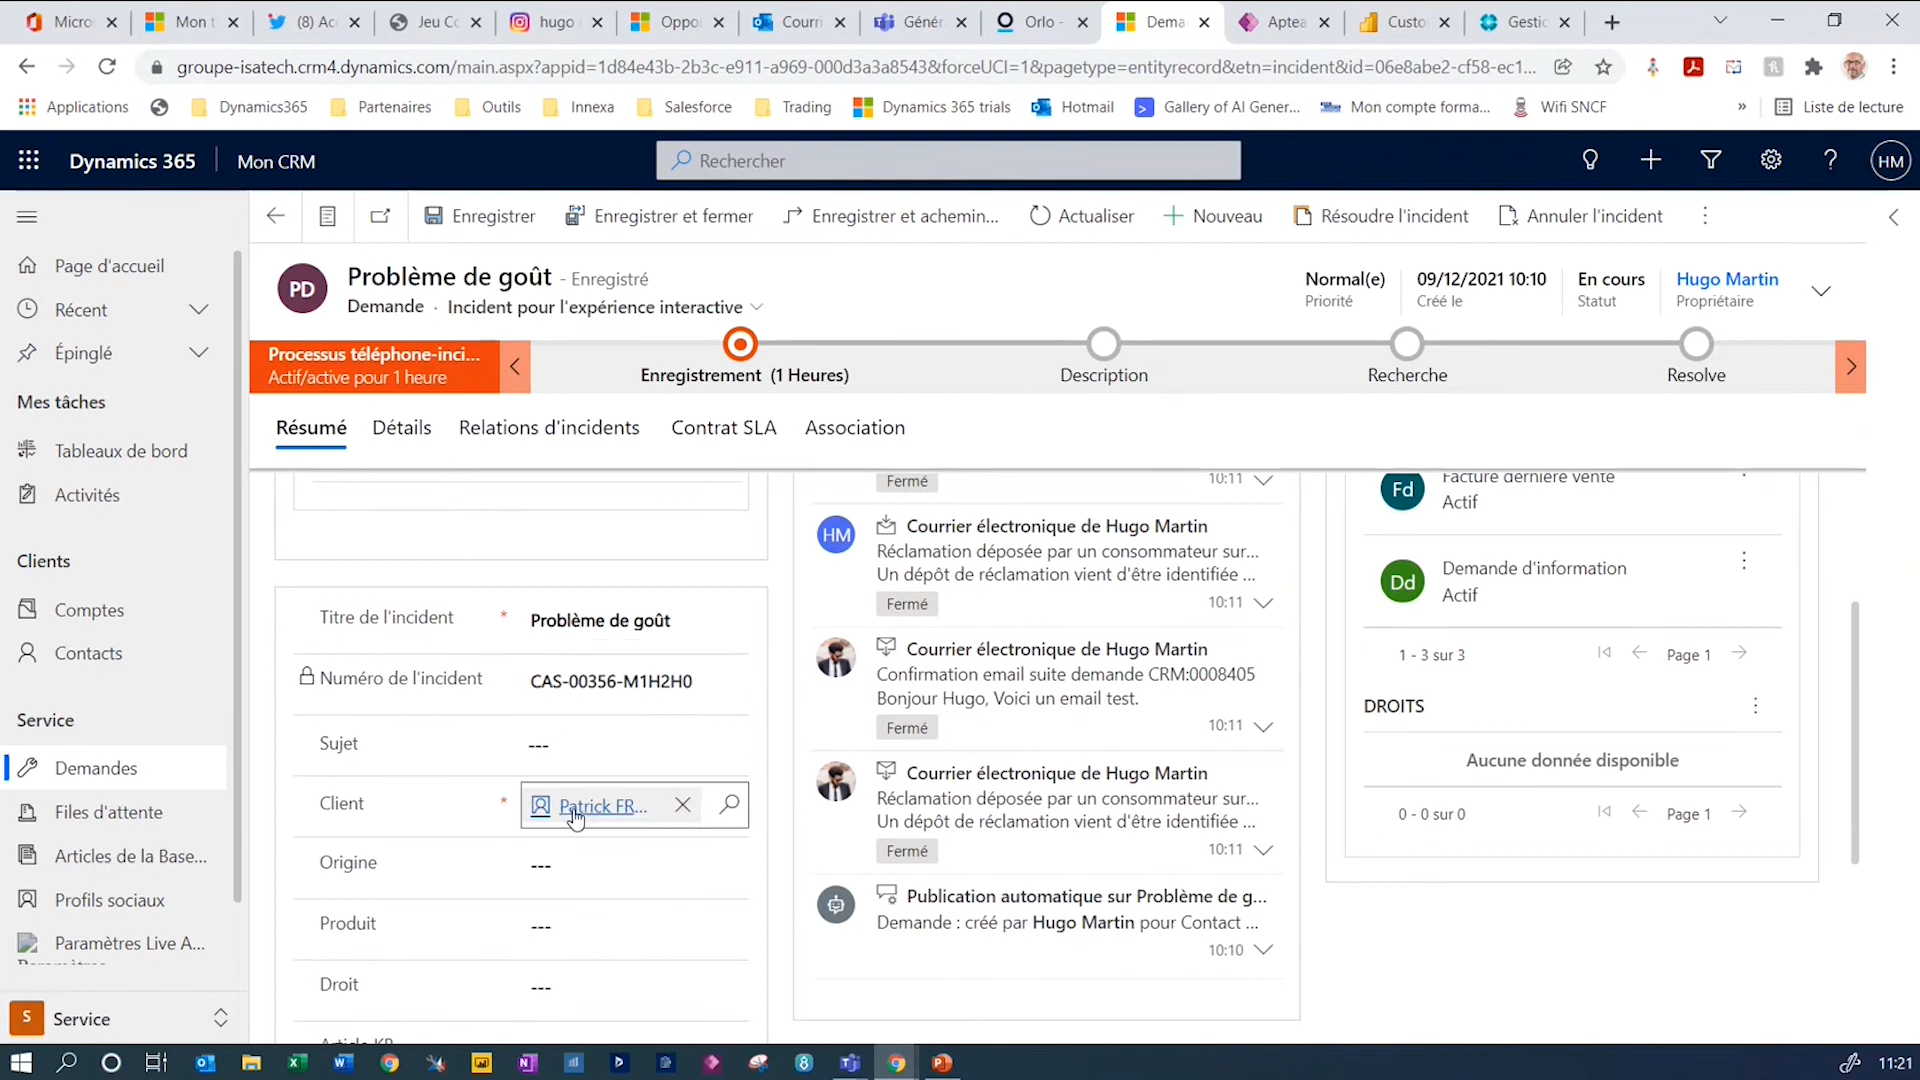 Micros
Mon t
(8) Acc
Jeu Co
hugo
Oppor
Courri
Généra
Orlo -
Dema
Aptea
Custo
Gestic
groupe-isatech.crm4.dynamics.com/main.aspx?appid=1d84e43b-2b3c-e911-a969-000d3a3a8543&forceUCI=1&pagetype=entityrecord&etn=incident&id=06e8abe2-cf58-ec1...
Applications
Dynamics365
Partenaires
Outils
Innexa
Salesforce
Trading
Dynamics 365 trials
Hotmail
Gallery of AI Gener...
Mon compte forma...
Wifi SNCF
»
Liste de lecture
Dynamics 365
Mon CRM
Rechercher
HM
Enregistrer
Enregistrer et fermer
Enregistrer et achemin...
Actualiser
Nouveau
Résoudre l'incident
Annuler l'incident
Page d'accueil
Récent
Épinglé
Mes tâches
Tableaux de bord
Activités
Clients
Comptes
Contacts
Service
Demandes
Files d'attente
Articles de la Base...
Profils sociaux
Paramètres Live A...
Paramètres
S
Service
PD
Problème de goût - Enregistré
Demande · Incident pour l'expérience interactive
Normal(e)
Priorité
09/12/2021 10:10
Créé le
En cours
Statut
Hugo Martin
Propriétaire
Processus téléphone-inci...
Actif/active pour 1 heure
Enregistrement (1 Heures)
Description
Recherche
Resolve
Résumé
Détails
Relations d'incidents
Contrat SLA
Association
Titre de l'incident * Problème de goût
Numéro de l'incident CAS-00356-M1H2H0
Sujet ---
Client * Patrick FR...
Origine ---
Produit ---
Droit ---
Article KB
Fermé 10:11
HM
Courrier électronique de Hugo Martin
Réclamation déposée par un consommateur sur...
Un dépôt de réclamation vient d'être identifiée ...
Fermé 10:11
Courrier électronique de Hugo Martin
Confirmation email suite demande CRM:0008405
Bonjour Hugo, Voici un email test.
Fermé 10:11
Courrier électronique de Hugo Martin
Réclamation déposée par un consommateur sur...
Un dépôt de réclamation vient d'être identifiée ...
Fermé 10:11
Publication automatique sur Problème de g...
Demande : créé par Hugo Martin pour Contact ...
10:10
Fd
Facture dernière vente
Actif
Dd
Demande d'information
Actif
1 - 3 sur 3
Page 1
DROITS
Aucune donnée disponible
0 - 0 sur 0
Page 1
11:21